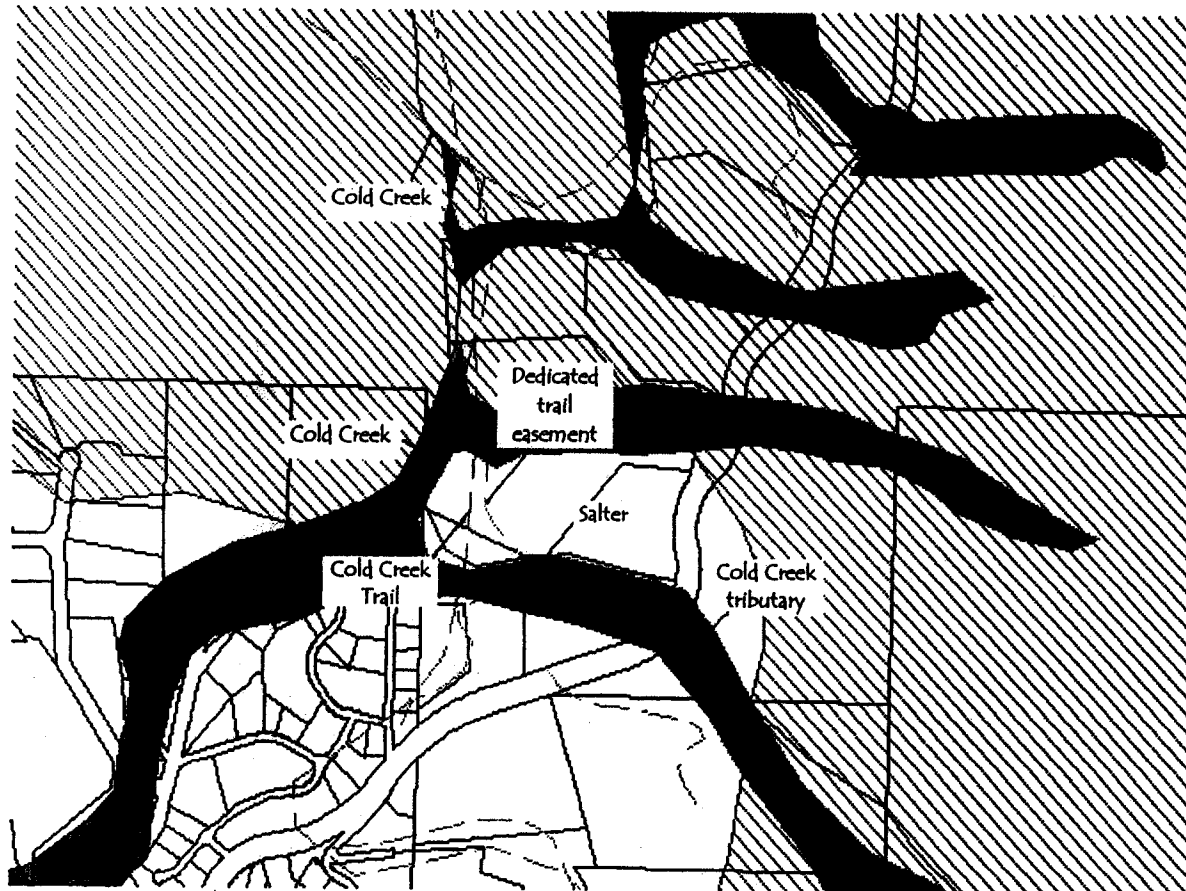 Cold Creek
Dedicated
trail
easement
Cold Creek
Salter
Cold Creek
Trail
Cold Creek
tributary